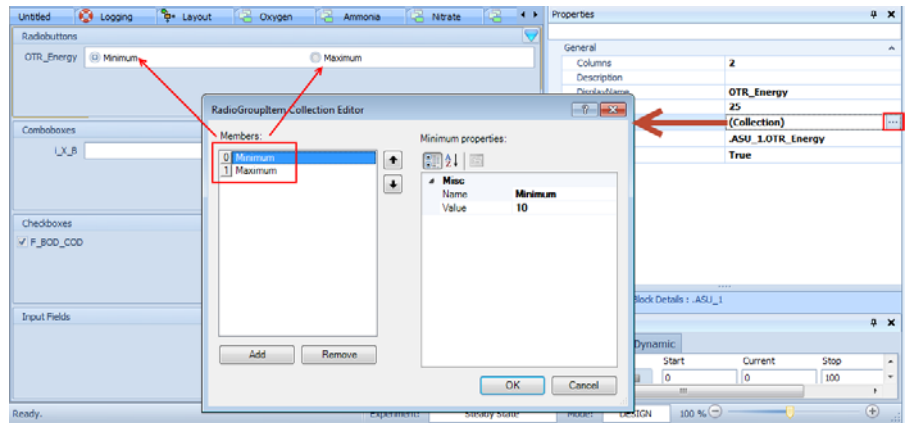 Untitled Logging Layout Oxygen Ammonia Nitrate
Properties
Radiobuttons
OTR_Energy Minimum Maximum
General
Columns 2
Description
DisplayName OTR_Energy
25
(Collection) ...
.ASU_1.OTR_Energy
True
RadioGroupItem Collection Editor
Members:
0 Minimum
1 Maximum
Minimum properties:
Misc
Name Minimum
Value 10
Add Remove
OK Cancel
Comboboxes
i_X_B
Checkboxes
F_BOD_COD
Input Fields
Block Details : .ASU_1
Dynamic
Start Current Stop
0 0 100
Ready. Experiment: Steady State Mode: DESIGN 100 %